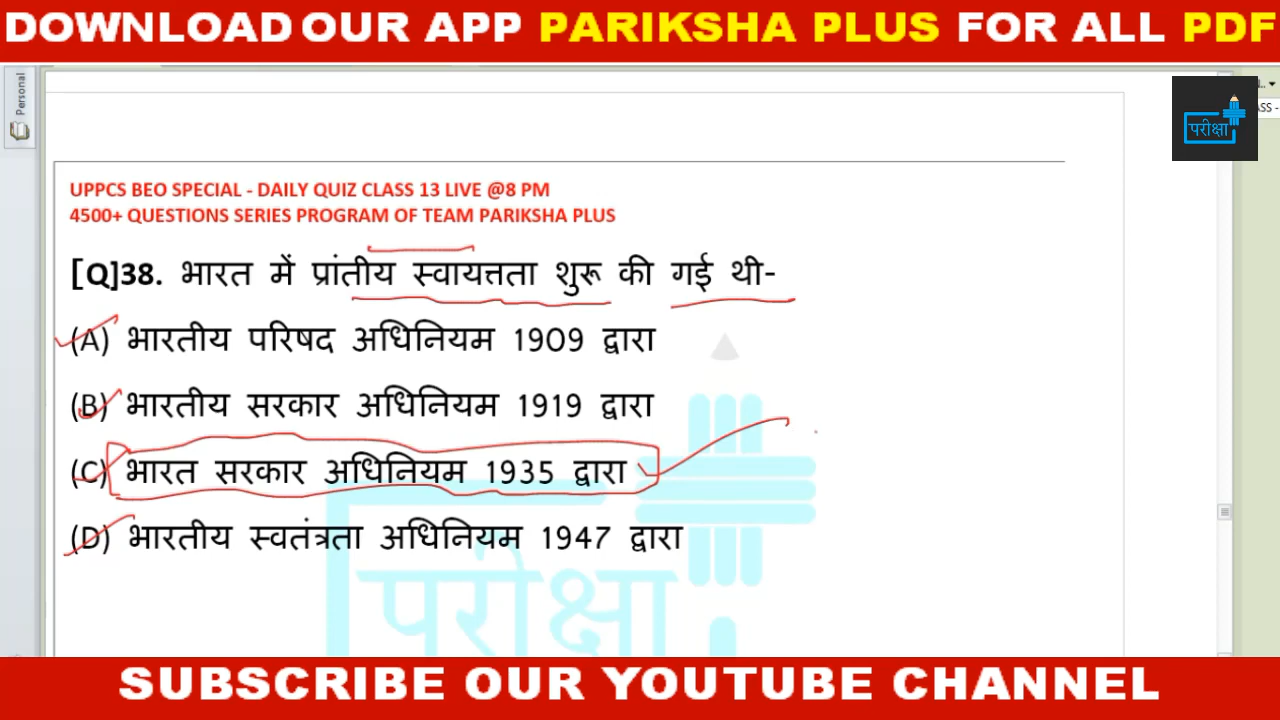 DOWNLOAD OUR APP PARIKSHA PLUS FOR ALL PDF
Personal
परीक्षा
UPPCS BEO SPECIAL - DAILY QUIZ CLASS 13 LIVE @8 PM
4500+ QUESTIONS SERIES PROGRAM OF TEAM PARIKSHA PLUS
[Q]38. भारत में प्रांतीय स्वायत्तता शुरू की गई थी-
(A) भारतीय परिषद अधिनियम 1909 द्वारा
(B) भारतीय सरकार अधिनियम 1919 द्वारा
(C) भारत सरकार अधिनियम 1935 द्वारा
(D) भारतीय स्वतंत्रता अधिनियम 1947 द्वारा
परीक्षा
SUBSCRIBE OUR YOUTUBE CHANNEL